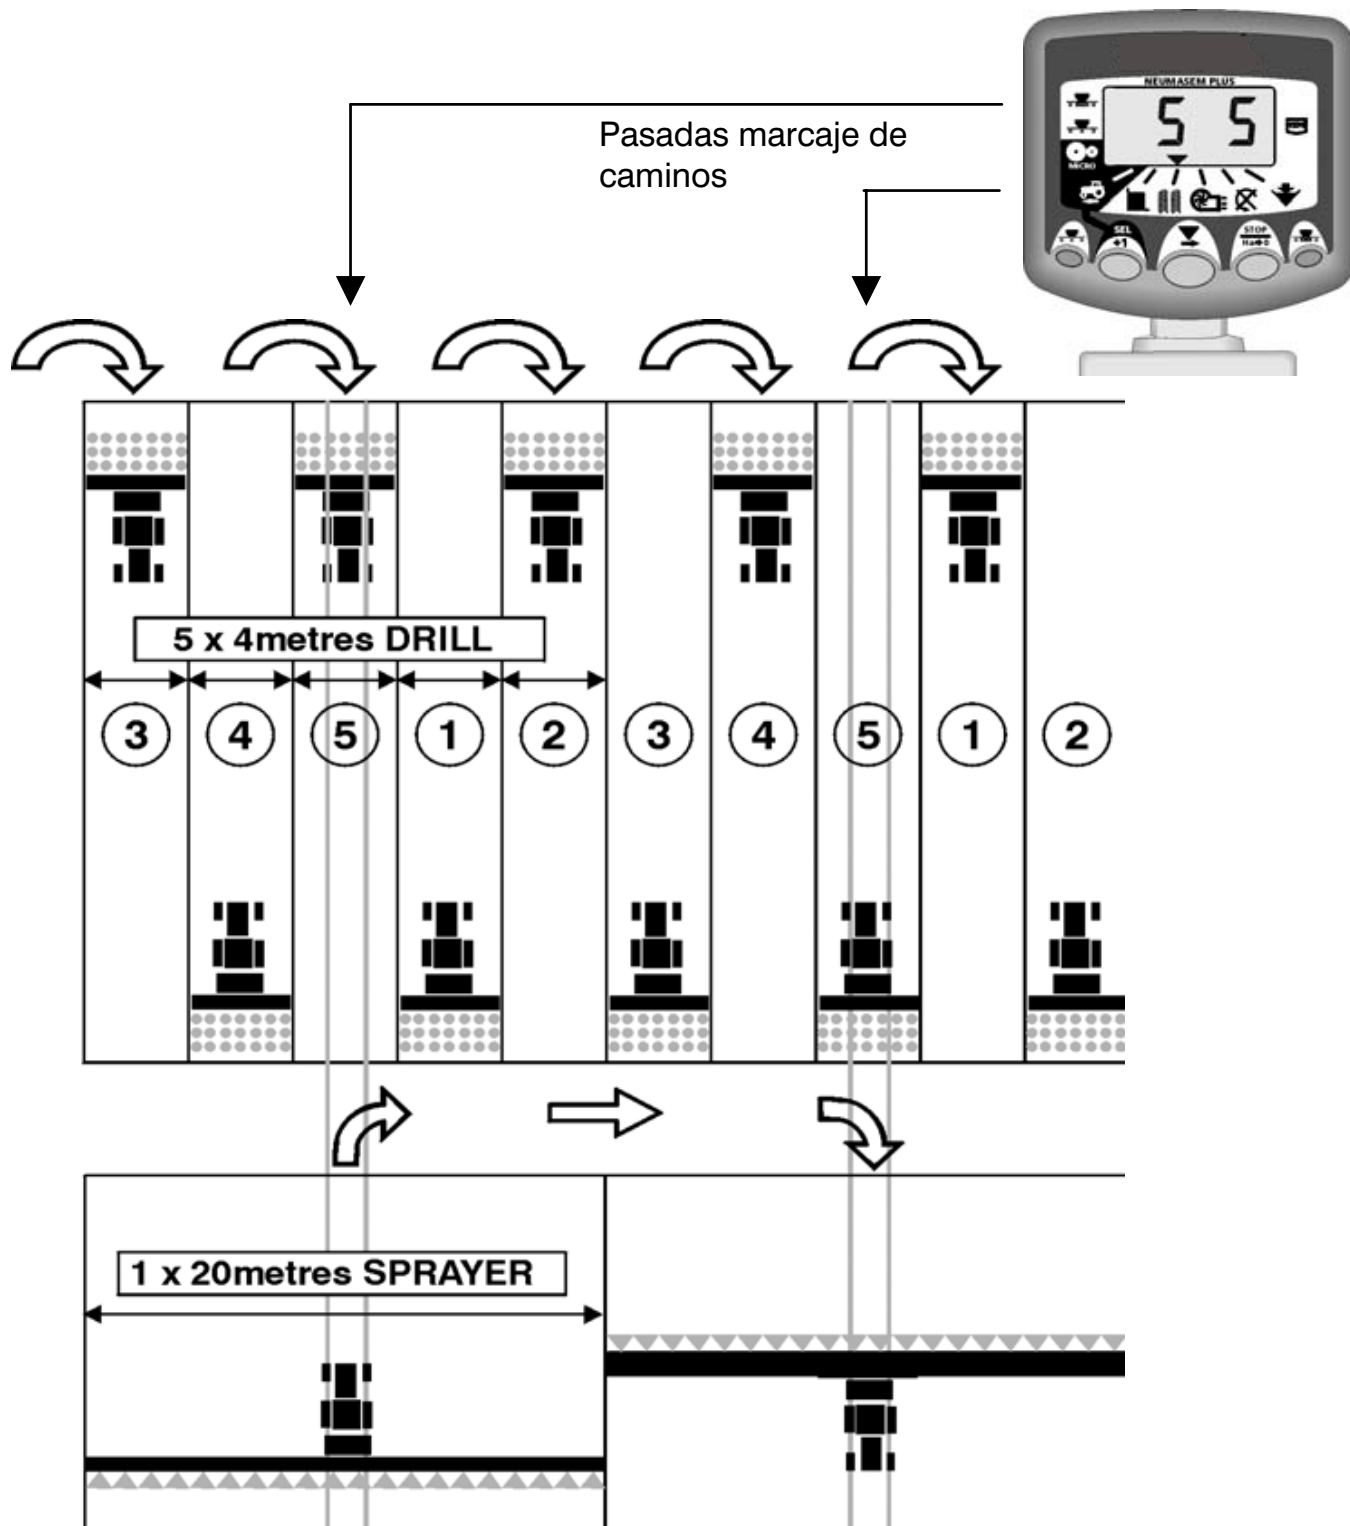 NEUMASEM PLUS
5 5
Pasadas marcaje de
caminos
MICRO
SEL
+1
STOP
5 x 4metres DRILL
3 4 5 1 2 3 4 5 1 2
1 x 20metres SPRAYER